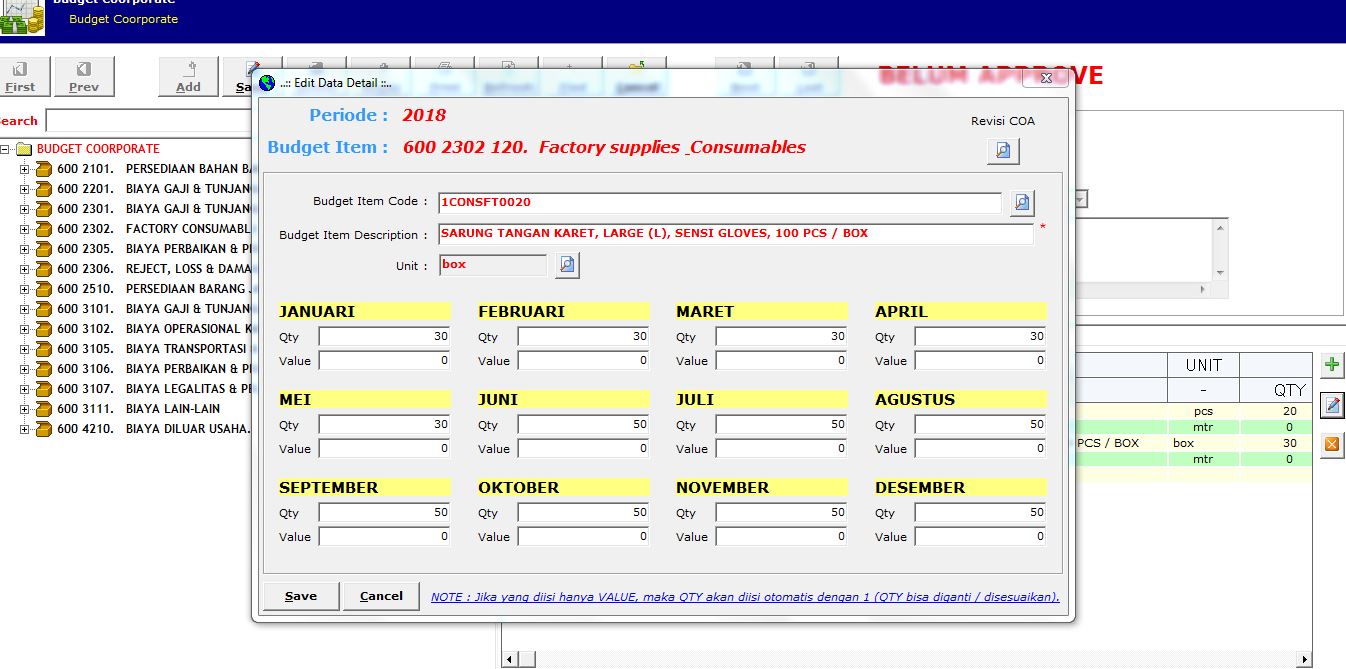 Budget Coorporate
Budget Coorporate
First
Prev
Add
BELUM APPROVE
Search
BUDGET COORPORATE
600 2101. PERSEDIAAN BAHAN
600 2201. BIAYA GAJI & TUNJAN
600 2301. BIAYA GAJI & TUNJAN
600 2302. FACTORY CONSUMABL
600 2305. BIAYA PERBAIKAN &
600 2306. REJECT, LOSS & DAMA
600 2510. PERSEDIAAN BARANG
600 3101. BIAYA GAJI & TUNJAN
600 3102. BIAYA OPERASIONAL
600 3105. BIAYA TRANSPORTASI
600 3106. BIAYA PERBAIKAN &
600 3107. BIAYA LEGALITAS &
600 3111. BIAYA LAIN-LAIN
600 4210. BIAYA DILUAR USAHA.
..:: Edit Data Detail ::..
Periode : 2018
Revisi COA
Budget Item : 600 2302 120. Factory supplies _Consumables
Budget Item Code : 1CONSFT0020
Budget Item Description : SARUNG TANGAN KARET, LARGE (L), SENSI GLOVES, 100 PCS / BOX *
Unit : box
JANUARI FEBRUARI MARET APRIL
Qty 30 Qty 30 Qty 30 Qty 30
Value 0 Value 0 Value 0 Value 0
MEI JUNI JULI AGUSTUS
Qty 30 Qty 50 Qty 50 Qty 50
Value 0 Value 0 Value 0 Value 0
SEPTEMBER OKTOBER NOVEMBER DESEMBER
Qty 50 Qty 50 Qty 50 Qty 50
Value 0 Value 0 Value 0 Value 0
Save Cancel NOTE : Jika yang diisi hanya VALUE, maka QTY akan diisi otomatis dengan 1 (QTY bisa diganti / disesuaikan).
UNIT
- QTY
pcs 20
mtr 0
PCS / BOX box 30
mtr 0